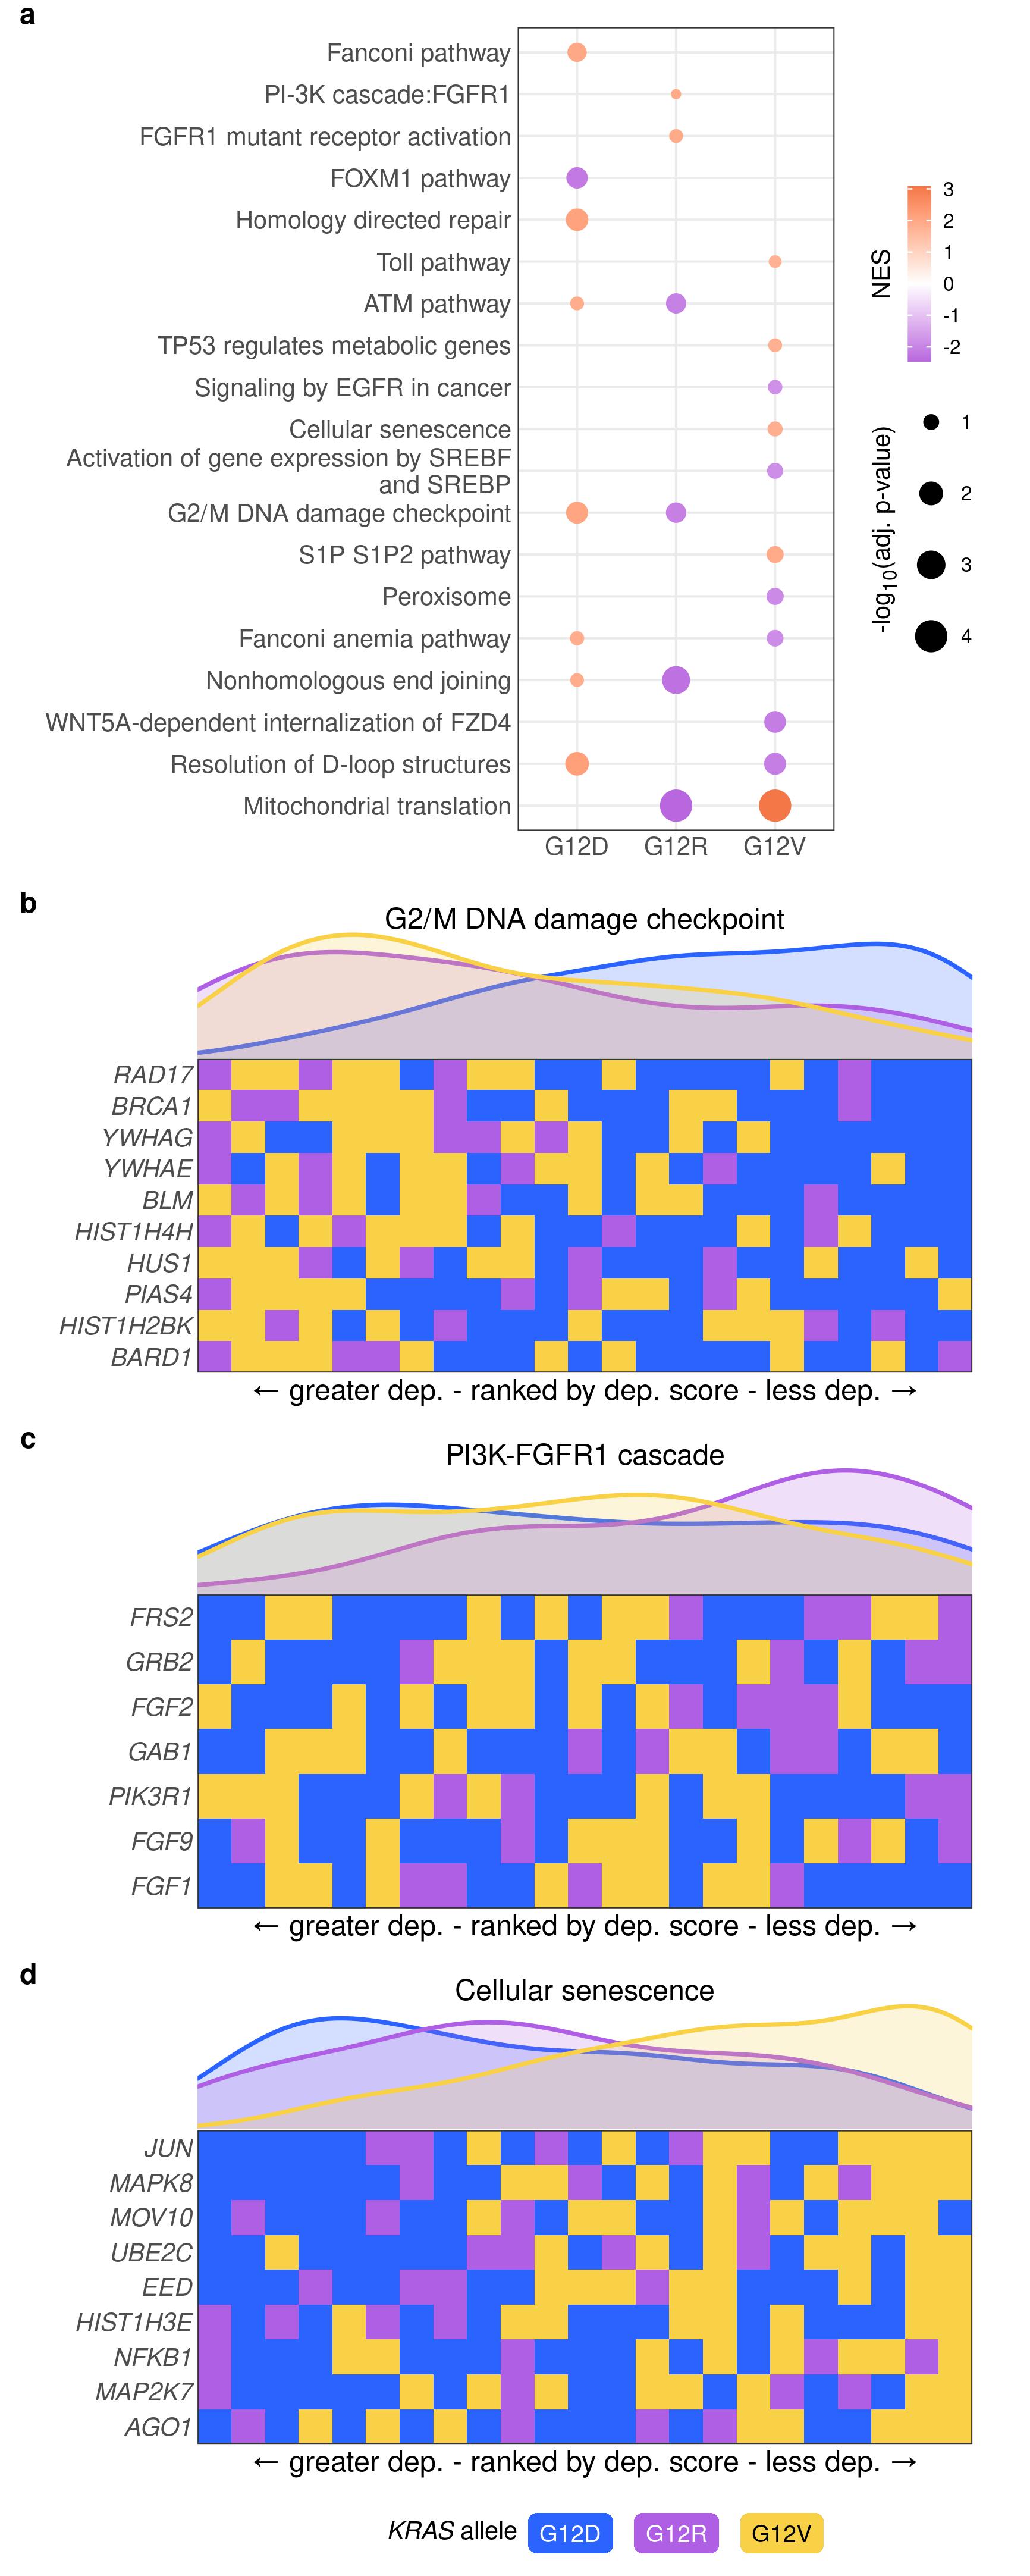 a
Fanconi pathway
PI-3K cascade:FGFR1
FGFR1 mutant receptor activation
FOXM1 pathway
Homology directed repair
Toll pathway
ATM pathway
TP53 regulates metabolic genes
Signaling by EGFR in cancer
Cellular senescence
Activation of gene expression by SREBF
and SREBP
G2/M DNA damage checkpoint
S1P S1P2 pathway
Peroxisome
Fanconi anemia pathway
Nonhomologous end joining
WNT5A-dependent internalization of FZD4
Resolution of D-loop structures
Mitochondrial translation
G12D G12R G12V
NES
3
2
1
0
-1
-2
-log10(adj. p-value)
1
2
3
4
b
G2/M DNA damage checkpoint
RAD17
BRCA1
YWHAG
YWHAE
BLM
HIST1H4H
HUS1
PIAS4
HIST1H2BK
BARD1
← greater dep. - ranked by dep. score - less dep. →
c
PI3K-FGFR1 cascade
FRS2
GRB2
FGF2
GAB1
PIK3R1
FGF9
FGF1
← greater dep. - ranked by dep. score - less dep. →
d
Cellular senescence
JUN
MAPK8
MOV10
UBE2C
EED
HIST1H3E
NFKB1
MAP2K7
AGO1
← greater dep. - ranked by dep. score - less dep. →
KRAS allele G12D G12R G12V